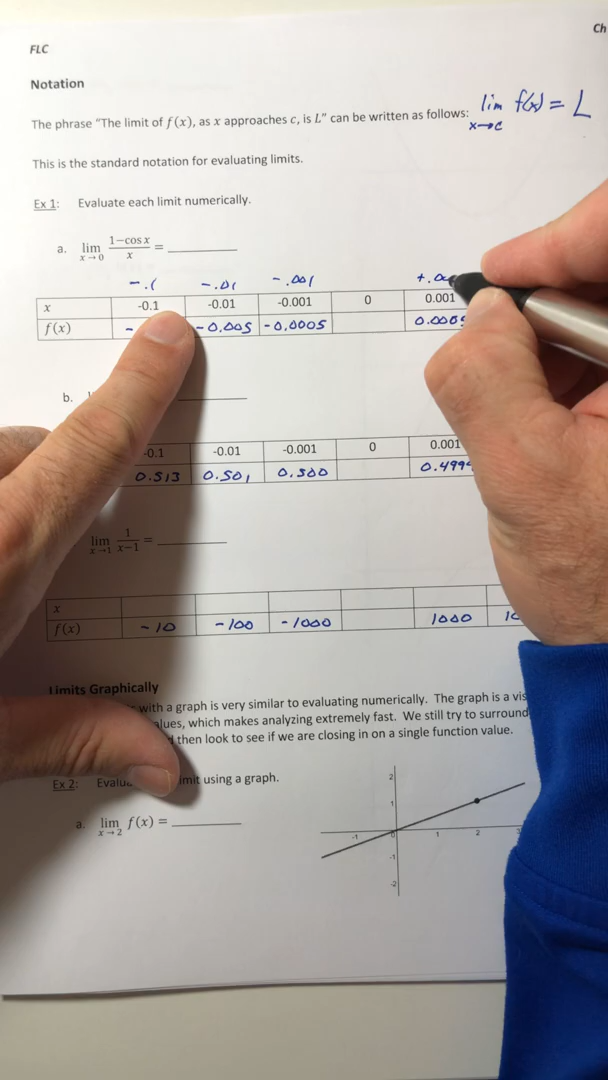 Ch
FLC
Notation
The phrase "The limit of f(x), as x approaches c, is L" can be written as follows: lim x→c f(x) = L
This is the standard notation for evaluating limits.
Ex 1: Evaluate each limit numerically.
a. lim x→0 (1−cos x)/x = ________
-.1 -.01 -.001
x -0.1 -0.01 -0.001 0 0.001
f(x) -0.005 -0.0005
b.
-0.1 -0.01 -0.001 0 0.001
0.513 0.501 0.500 0.499
lim x→1 1/(x−1) = ________
x
f(x) -10 -100 -1000 1000
Limits Graphically
with a graph is very similar to evaluating numerically. The graph is a
which makes analyzing extremely fast. We still try to surround
then look to see if we are closing in on a single function value.
Ex 2: using a graph.
a. lim x→2 f(x) = ________
2
1
-1 0 1 2
-1
-2